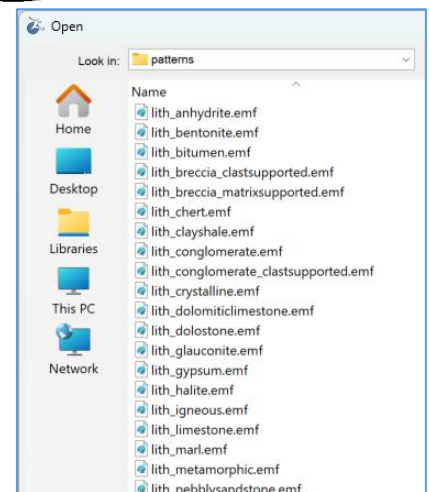 Open
Look in: patterns
Home
Desktop
Libraries
This PC
Network
Name
lith_anhydrite.emf
lith_bentonite.emf
lith_bitumen.emf
lith_breccia_clastsupported.emf
lith_breccia_matrixsupported.emf
lith_chert.emf
lith_clayshale.emf
lith_conglomerate.emf
lith_conglomerate_clastsupported.emf
lith_crystalline.emf
lith_dolomiticlimestone.emf
lith_dolostone.emf
lith_glauconite.emf
lith_gypsum.emf
lith_halite.emf
lith_igneous.emf
lith_limestone.emf
lith_marl.emf
lith_metamorphic.emf
lith_pebblysandstone.emf